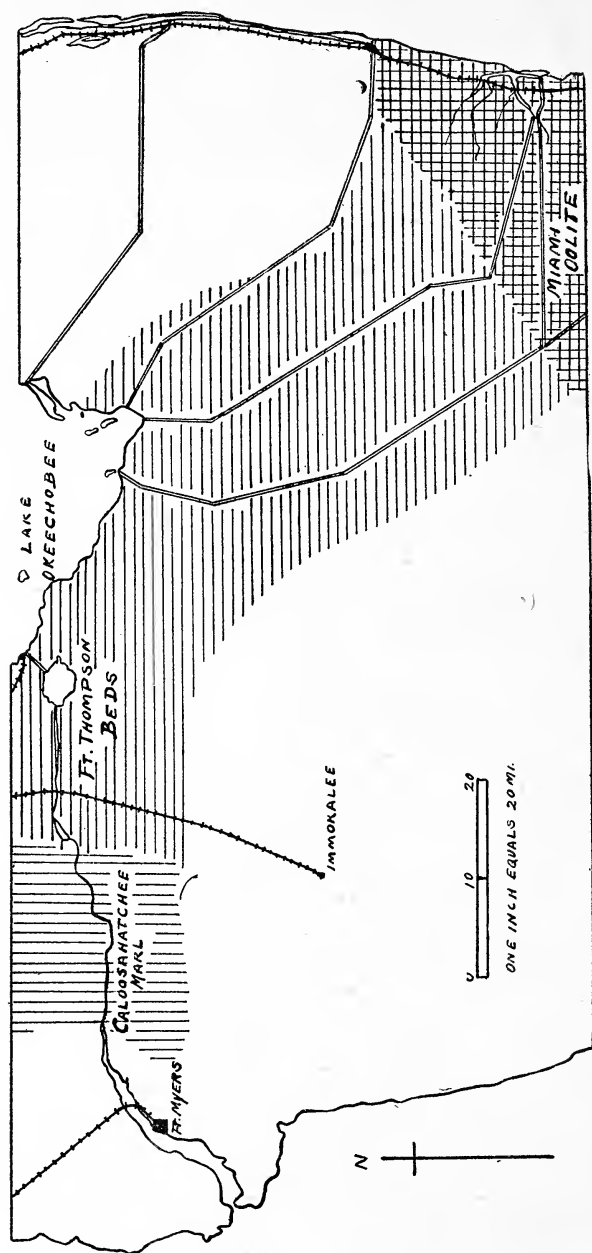 LAKE
OKEECHOBEE
FT. THOMPSON
BEDS
CALOOSAHATCHEE
MARL
FT. MYERS
IMMOKALEE
MIAMI
OOLITE
0 10 20
ONE INCH EQUALS 20 MI.
N